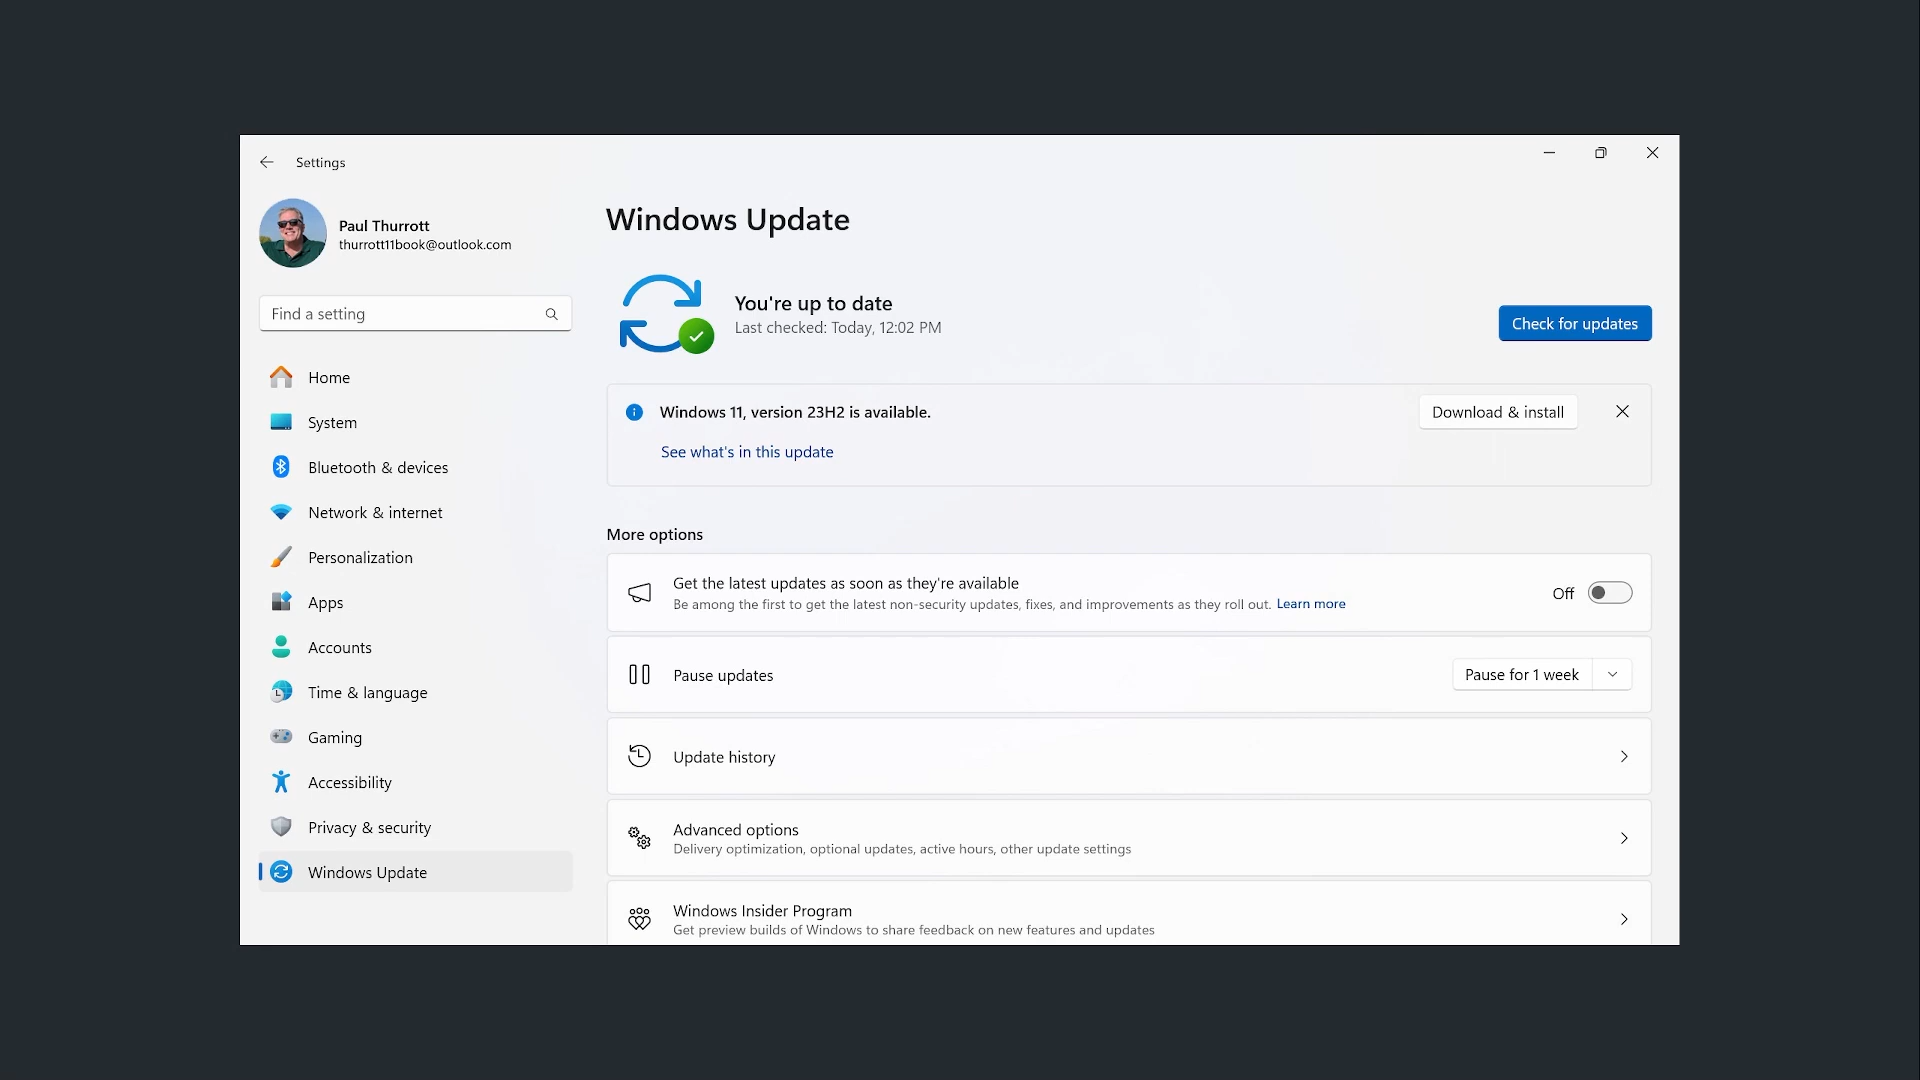 Settings
Paul Thurrott
thurrott11book@outlook.com
Find a setting
Home
System
Bluetooth & devices
Network & internet
Personalization
Apps
Accounts
Time & language
Gaming
Accessibility
Privacy & security
Windows Update
Windows Update
You're up to date
Last checked: Today, 12:02 PM
Check for updates
Windows 11, version 23H2 is available.
Download & install
See what's in this update
More options
Get the latest updates as soon as they're available
Be among the first to get the latest non-security updates, fixes, and improvements as they roll out. Learn more
Off
Pause updates
Pause for 1 week
Update history
Advanced options
Delivery optimization, optional updates, active hours, other update settings
Windows Insider Program
Get preview builds of Windows to share feedback on new features and updates